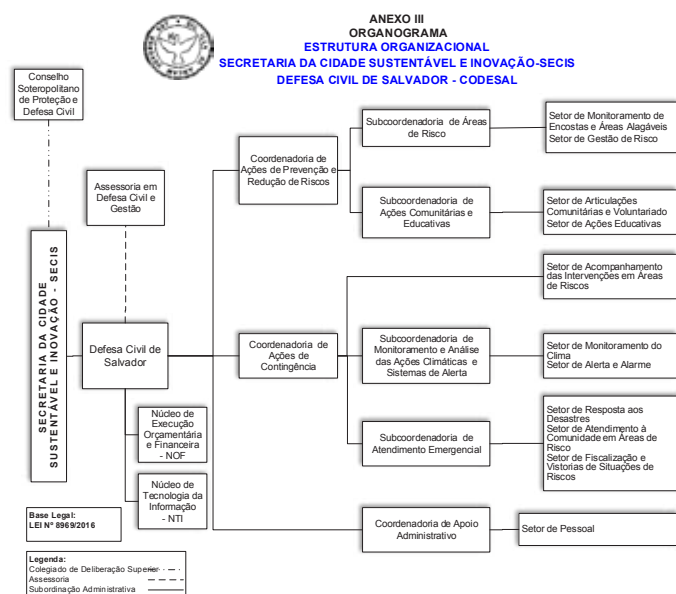 ANEXO III
ORGANOGRAMA
ESTRUTURA ORGANIZACIONAL
SECRETARIA DA CIDADE SUSTENTÁVEL E INOVAÇÃO-SECIS
DEFESA CIVIL DE SALVADOR - CODESAL
Conselho
Soteropolitano
de Proteção e
Defesa Civil
Assessoria em
Defesa Civil e
Gestão
SECRETARIA DA CIDADE
SUSTENTÁVEL E INOVAÇÃO - SECIS
Defesa Civil de
Salvador
Núcleo de
Execução
Orçamentária
e Financeira
- NOF
Núcleo de
Tecnologia da
Informação
- NTI
Coordenadoria de
Ações de Prevenção e
Redução de Riscos
Subcoordenadoria de Áreas
de Risco
Setor de Monitoramento de
Encostas e Áreas Alagáveis
Setor de Gestão de Risco
Subcoordenadoria de
Ações Comunitárias e
Educativas
Setor de Articulações
Comunitárias e Voluntariado
Setor de Ações Educativas
Coordenadoria de
Ações de
Contingência
Setor de Acompanhamento
das Intervenções em Áreas
de Riscos
Subcoordenadoria de
Monitoramento e Análise
das Ações Climáticas e
Sistemas de Alerta
Setor de Monitoramento do
Clima
Setor de Alerta e Alarme
Subcoordenadoria de
Atendimento Emergencial
Setor de Resposta aos
Desastres
Setor de Atendimento à
Comunidade em Áreas de
Risco
Setor de Fiscalização e
Vistorias de Situações de
Riscos
Coordenadoria de Apoio
Administrativo
Setor de Pessoal
Base Legal:
LEI Nº 8969/2016
Legenda:
Colegiado de Deliberação Superior
Assessoria
Subordinação Administrativa